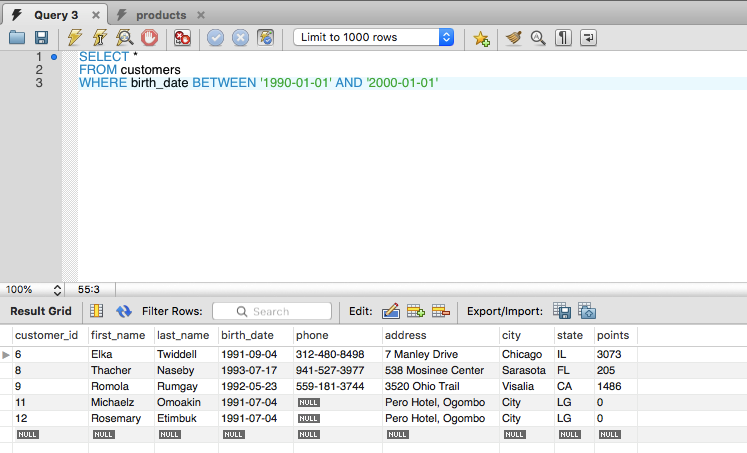 Query 3 products
Limit to 1000 rows
1 SELECT *
2 FROM customers
3 WHERE birth_date BETWEEN '1990-01-01' AND '2000-01-01'
100% 55:3
Result Grid Filter Rows: Search Edit: Export/Import:
customer_id first_name last_name birth_date phone address city state points
6 Elka Twiddell 1991-09-04 312-480-8498 7 Manley Drive Chicago IL 3073
8 Thacher Naseby 1993-07-17 941-527-3977 538 Mosinee Center Sarasota FL 205
9 Romola Rumgay 1992-05-23 559-181-3744 3520 Ohio Trail Visalia CA 1486
11 Michaelz Omoakin 1991-07-04 NULL Pero Hotel, Ogombo City LG 0
12 Rosemary Etimbuk 1991-07-04 NULL Pero Hotel, Ogombo City LG 0
NULL NULL NULL NULL NULL NULL NULL NULL NULL